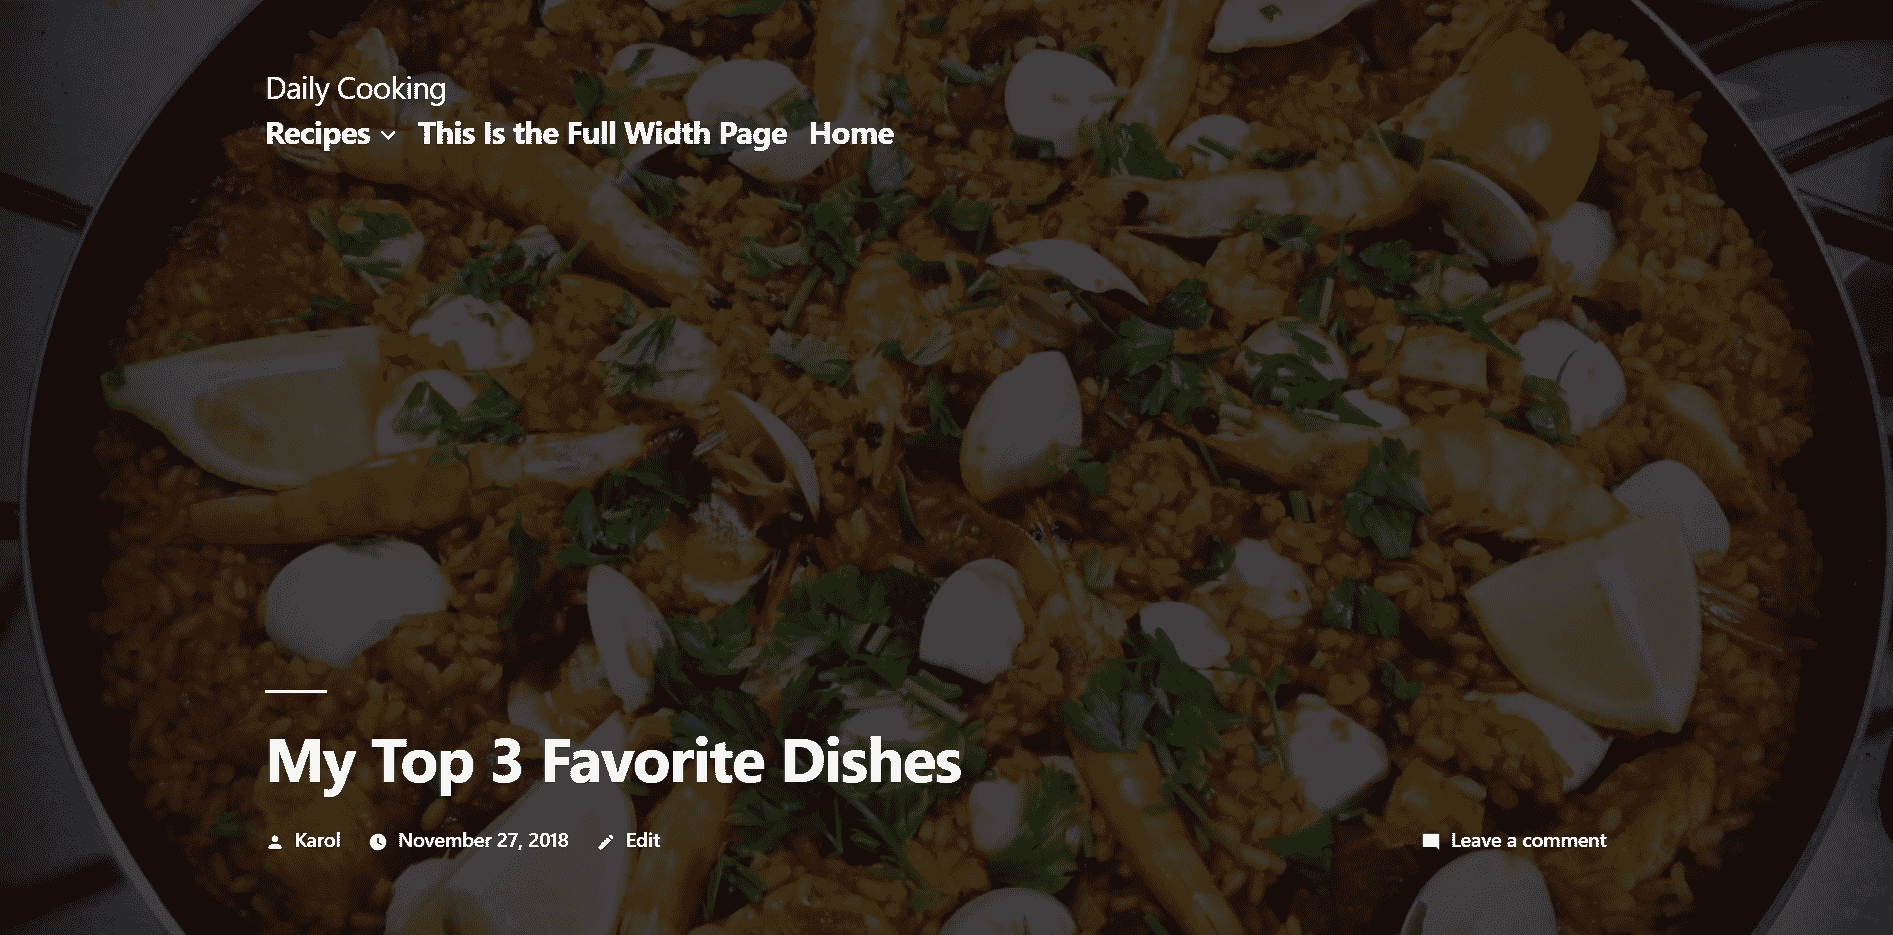 Daily Cooking
Recipes This Is the Full Width Page Home
My Top 3 Favorite Dishes
Karol November 27, 2018 Edit Leave a comment